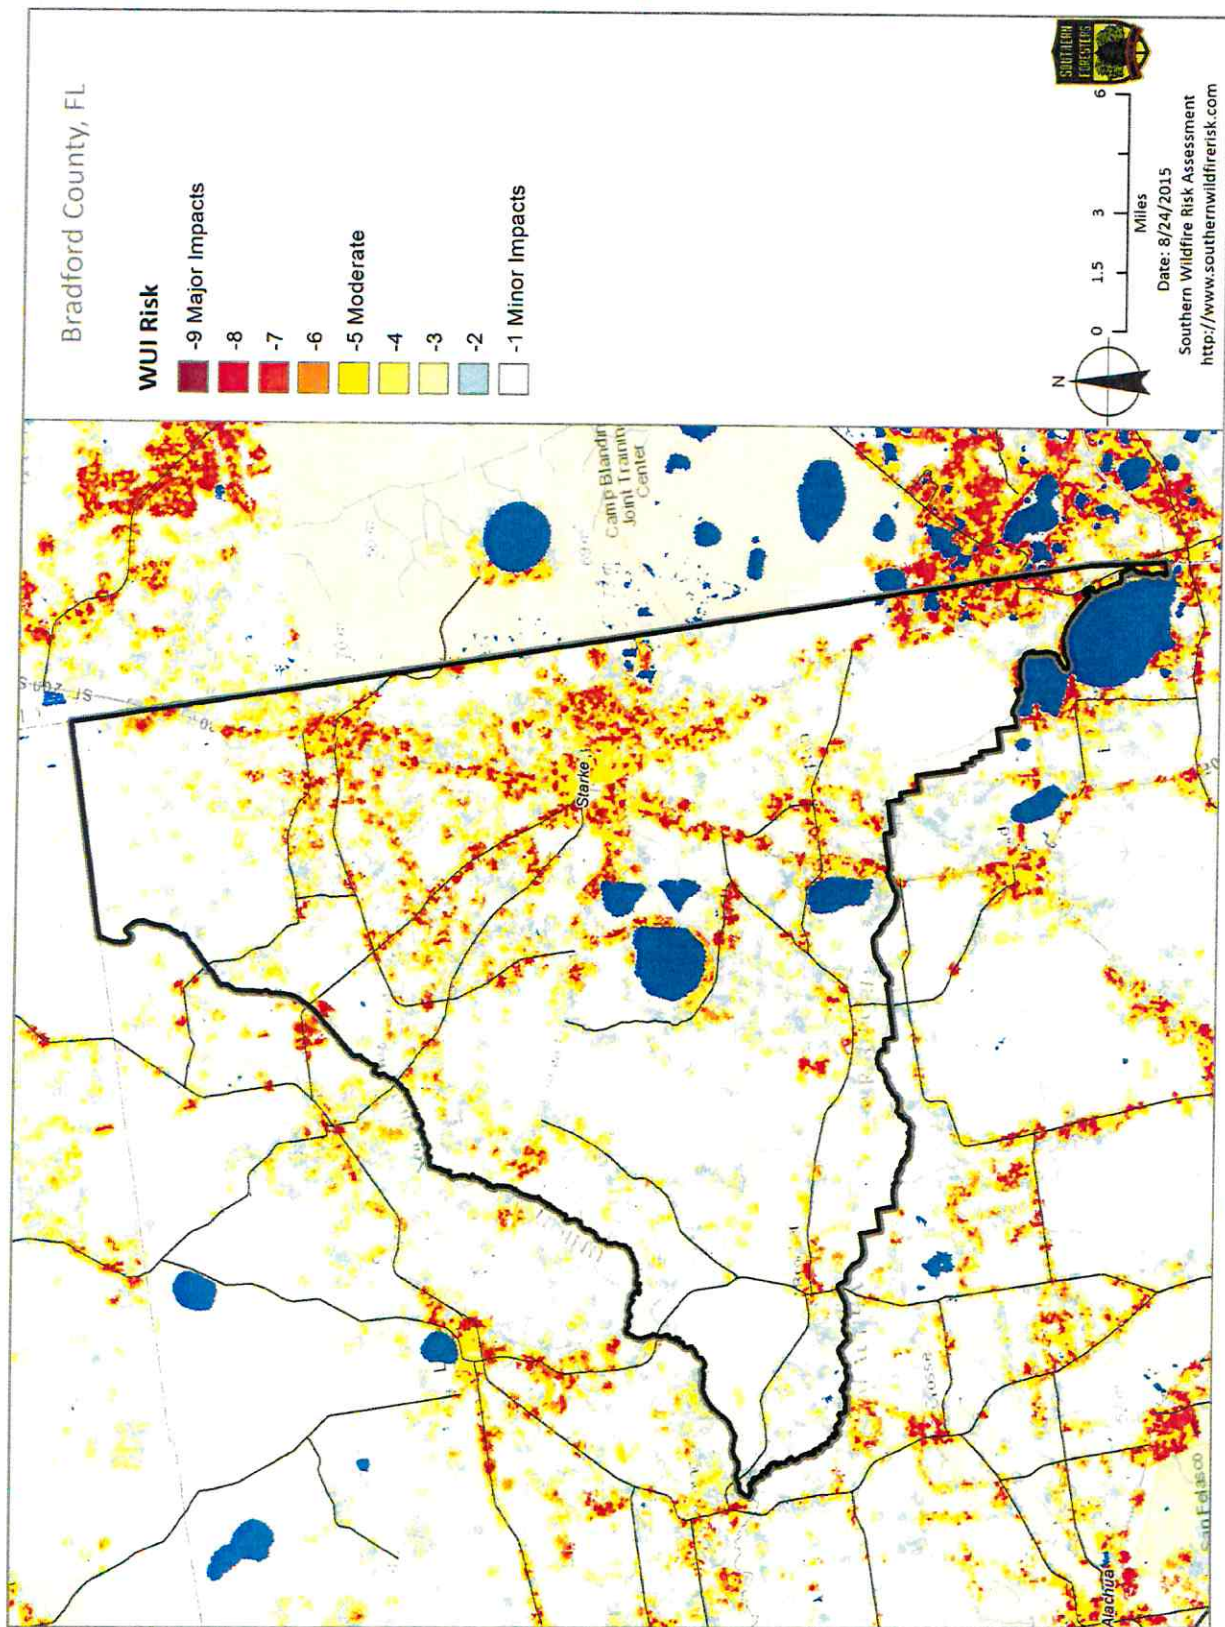 Bradford County, FL
WUI Risk
-9 Major Impacts
-8
-7
-6
-5 Moderate
-4
-3
-2
-1 Minor Impacts
N
0 1.5 3 6
Miles
Date: 8/24/2015
Southern Wildfire Risk Assessment
http://www.southernwildfirerisk.com
SOUTHERN
FORESTERS
Camp Blanding
Joint Training
Center
Starke
Alachua
San Felasco